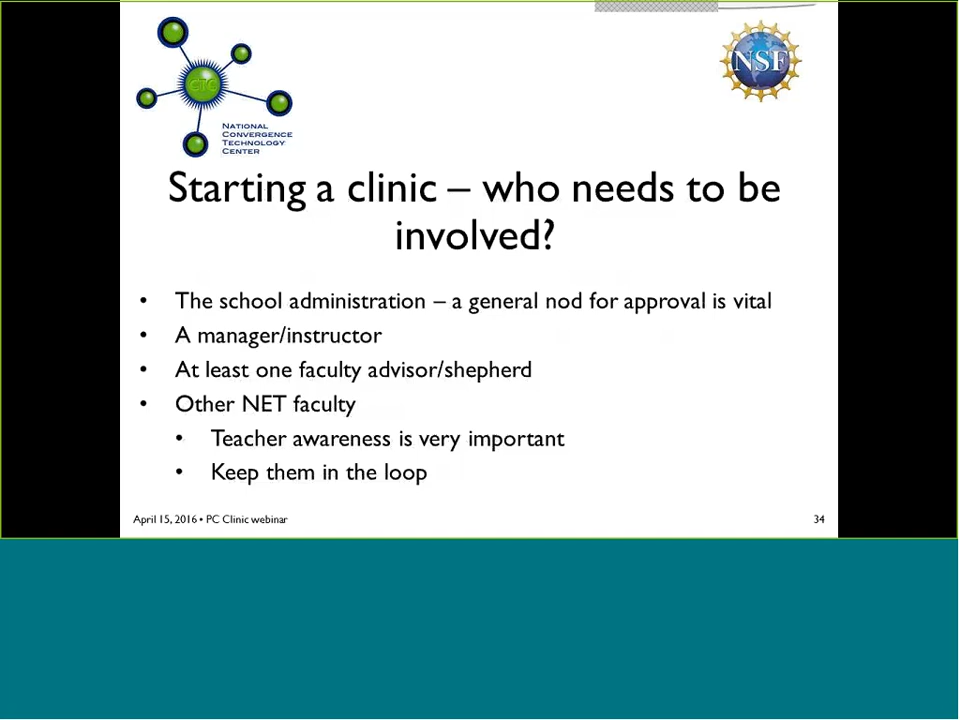 CTC
NATIONAL
CONVERGENCE
TECHNOLOGY
CENTER
NSF
Starting a clinic – who needs to be
involved?
• The school administration – a general nod for approval is vital
• A manager/instructor
• At least one faculty advisor/shepherd
• Other NET faculty
• Teacher awareness is very important
• Keep them in the loop
April 15, 2016 • PC Clinic webinar
34